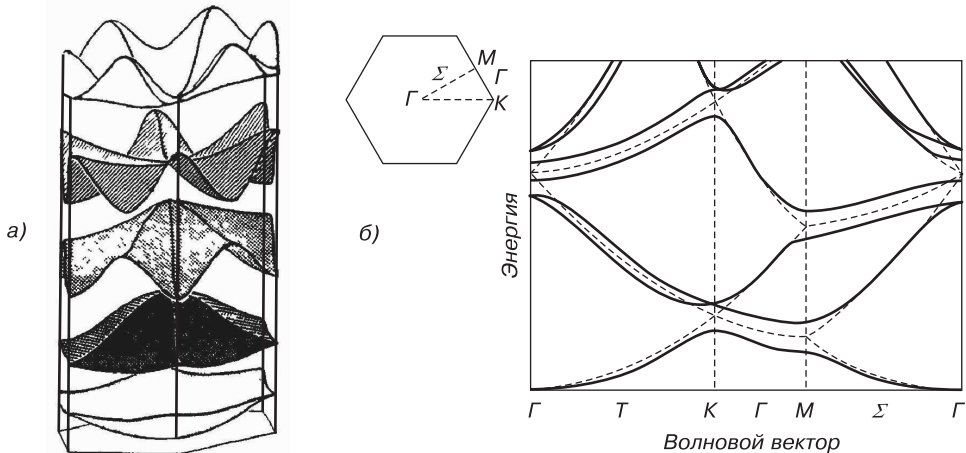 а)
б)
Г
Σ
М
Г
К
Энергия
Г Т К Г М Σ Г
Волновой вектор